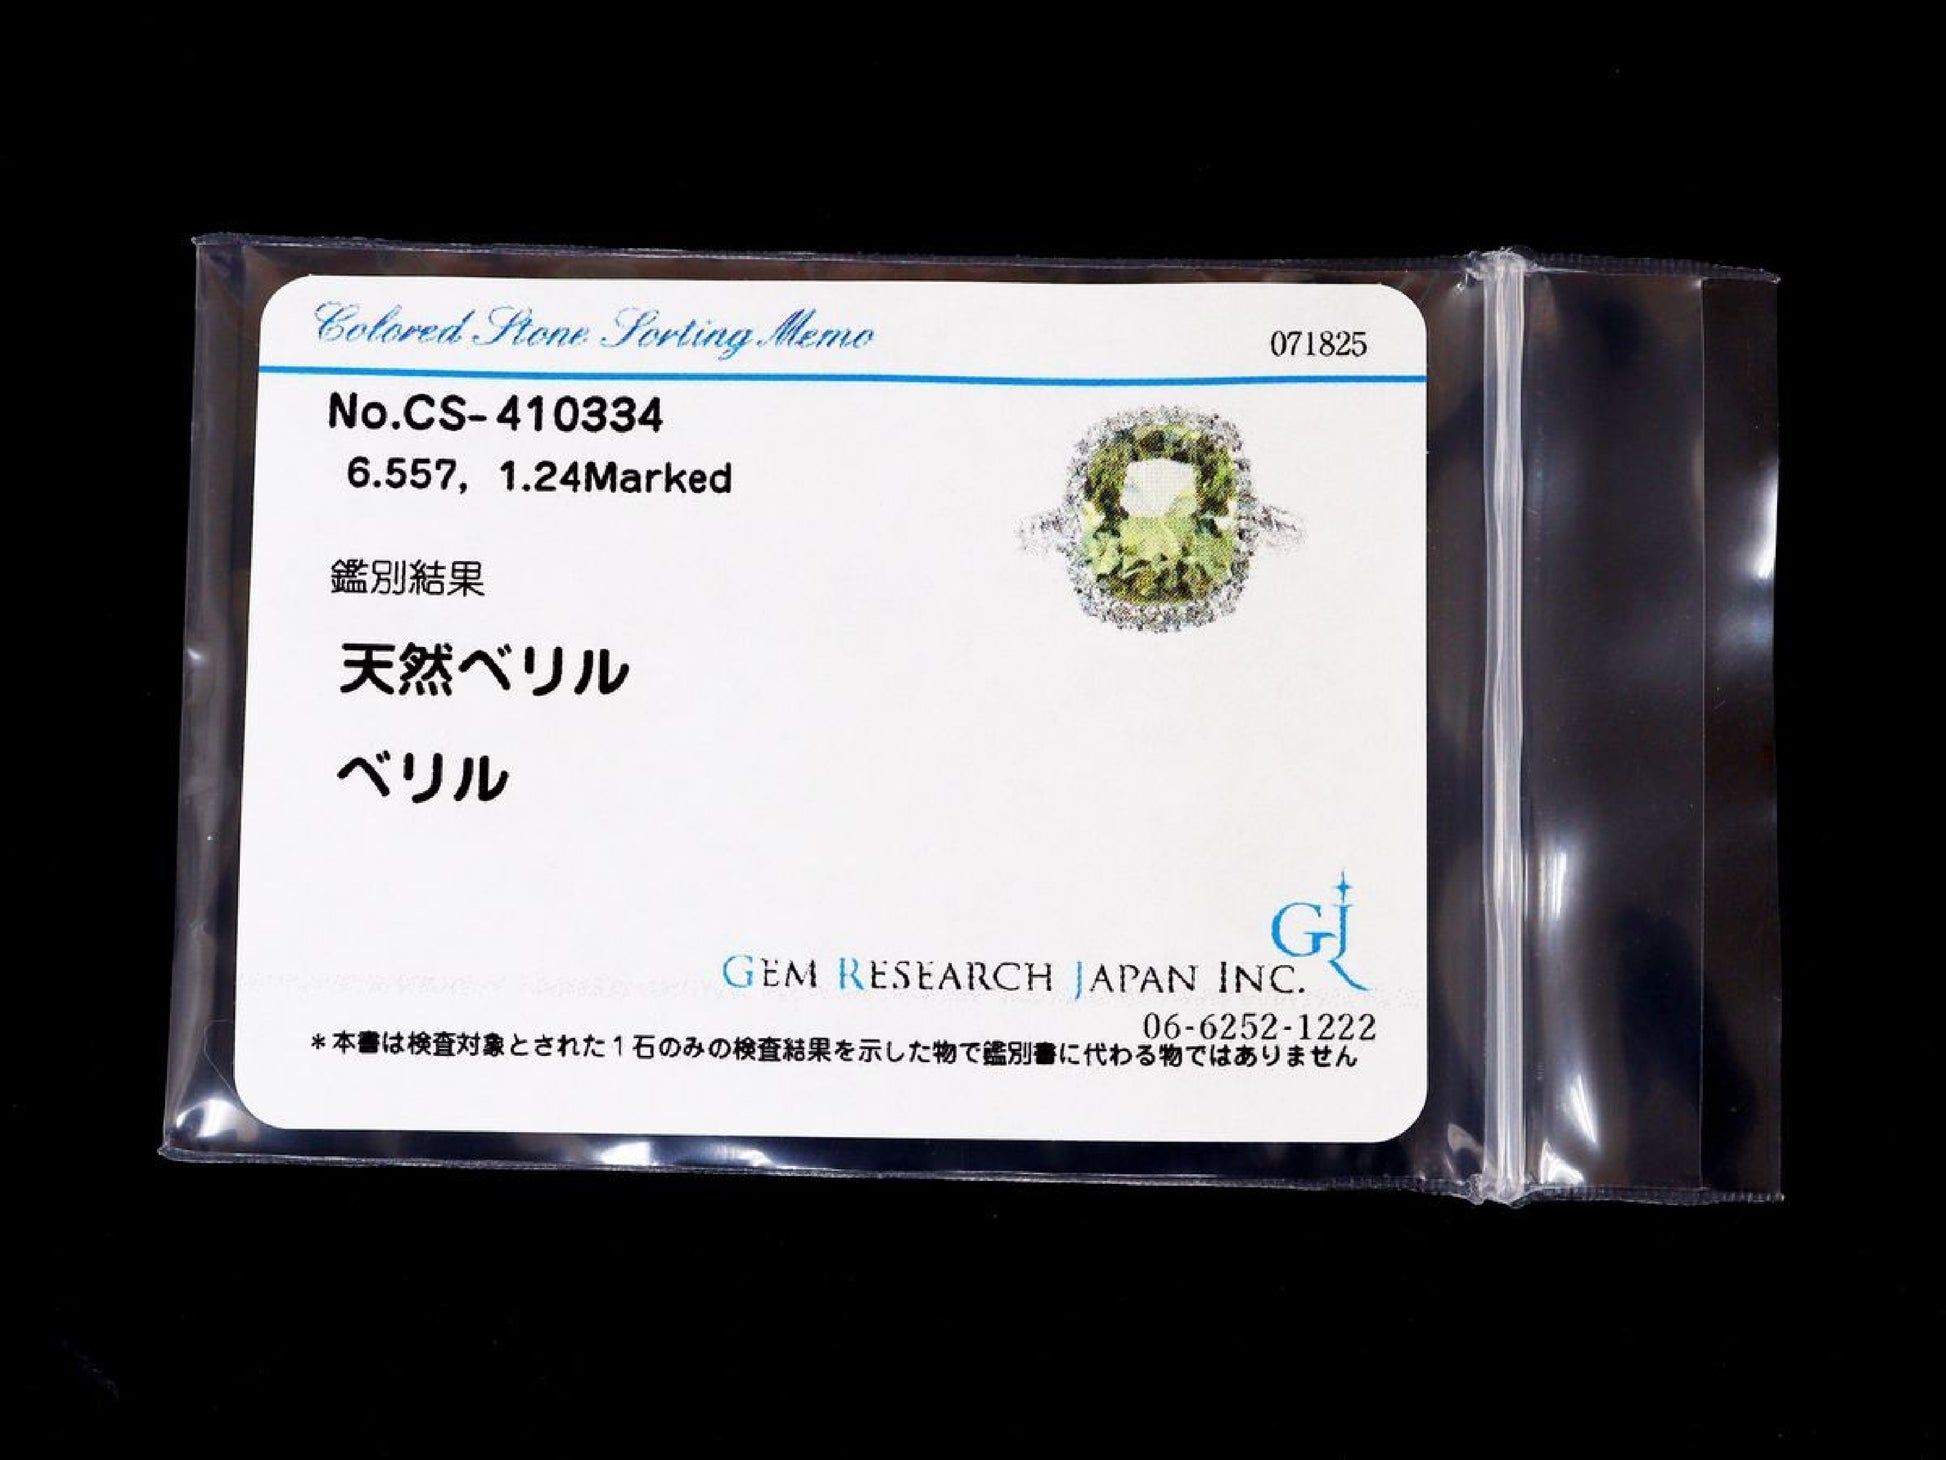 Colored Stone Sorting Memo
071825
No.CS-410334
6.557, 1.24Marked
鑑別結果
天然ベリル
ベリル
GJR
GEM RESEARCH JAPAN INC.
06-6252-1222
*本書は検査対象とされた1石のみの検査結果を示した物で鑑別書に代わる物ではありません